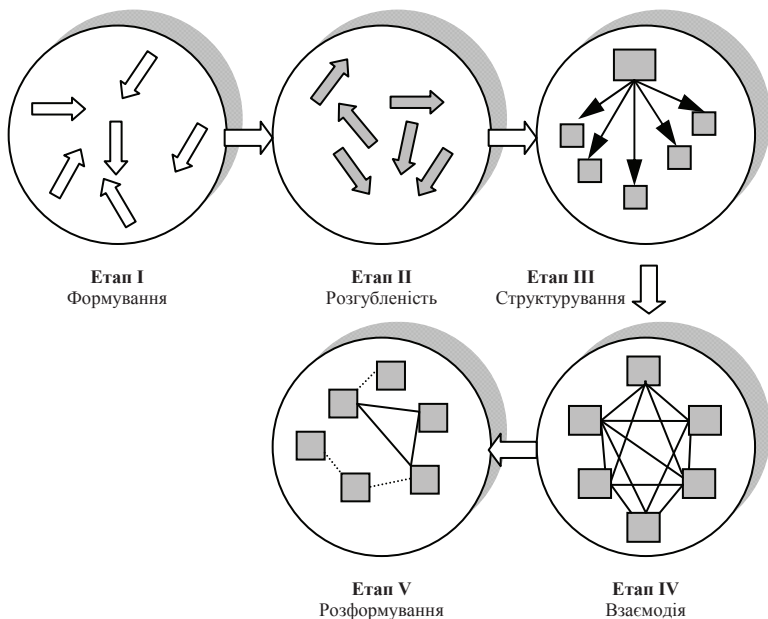 Етап I
Формування
Етап II
Розгубленість
Етап III
Структурування
Етап V
Розформування
Етап IV
Взаємодія